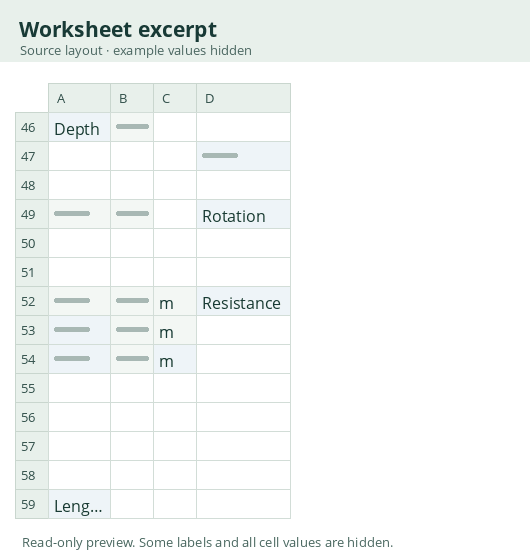 Worksheet excerpt
Source layout · example values hidden
A B C D
46 Depth
47
48
49 Rotation
50
51
52 m Resistance
53 m
54 m
55
56
57
58
59 Leng...
Read-only preview. Some labels and all cell values are hidden.